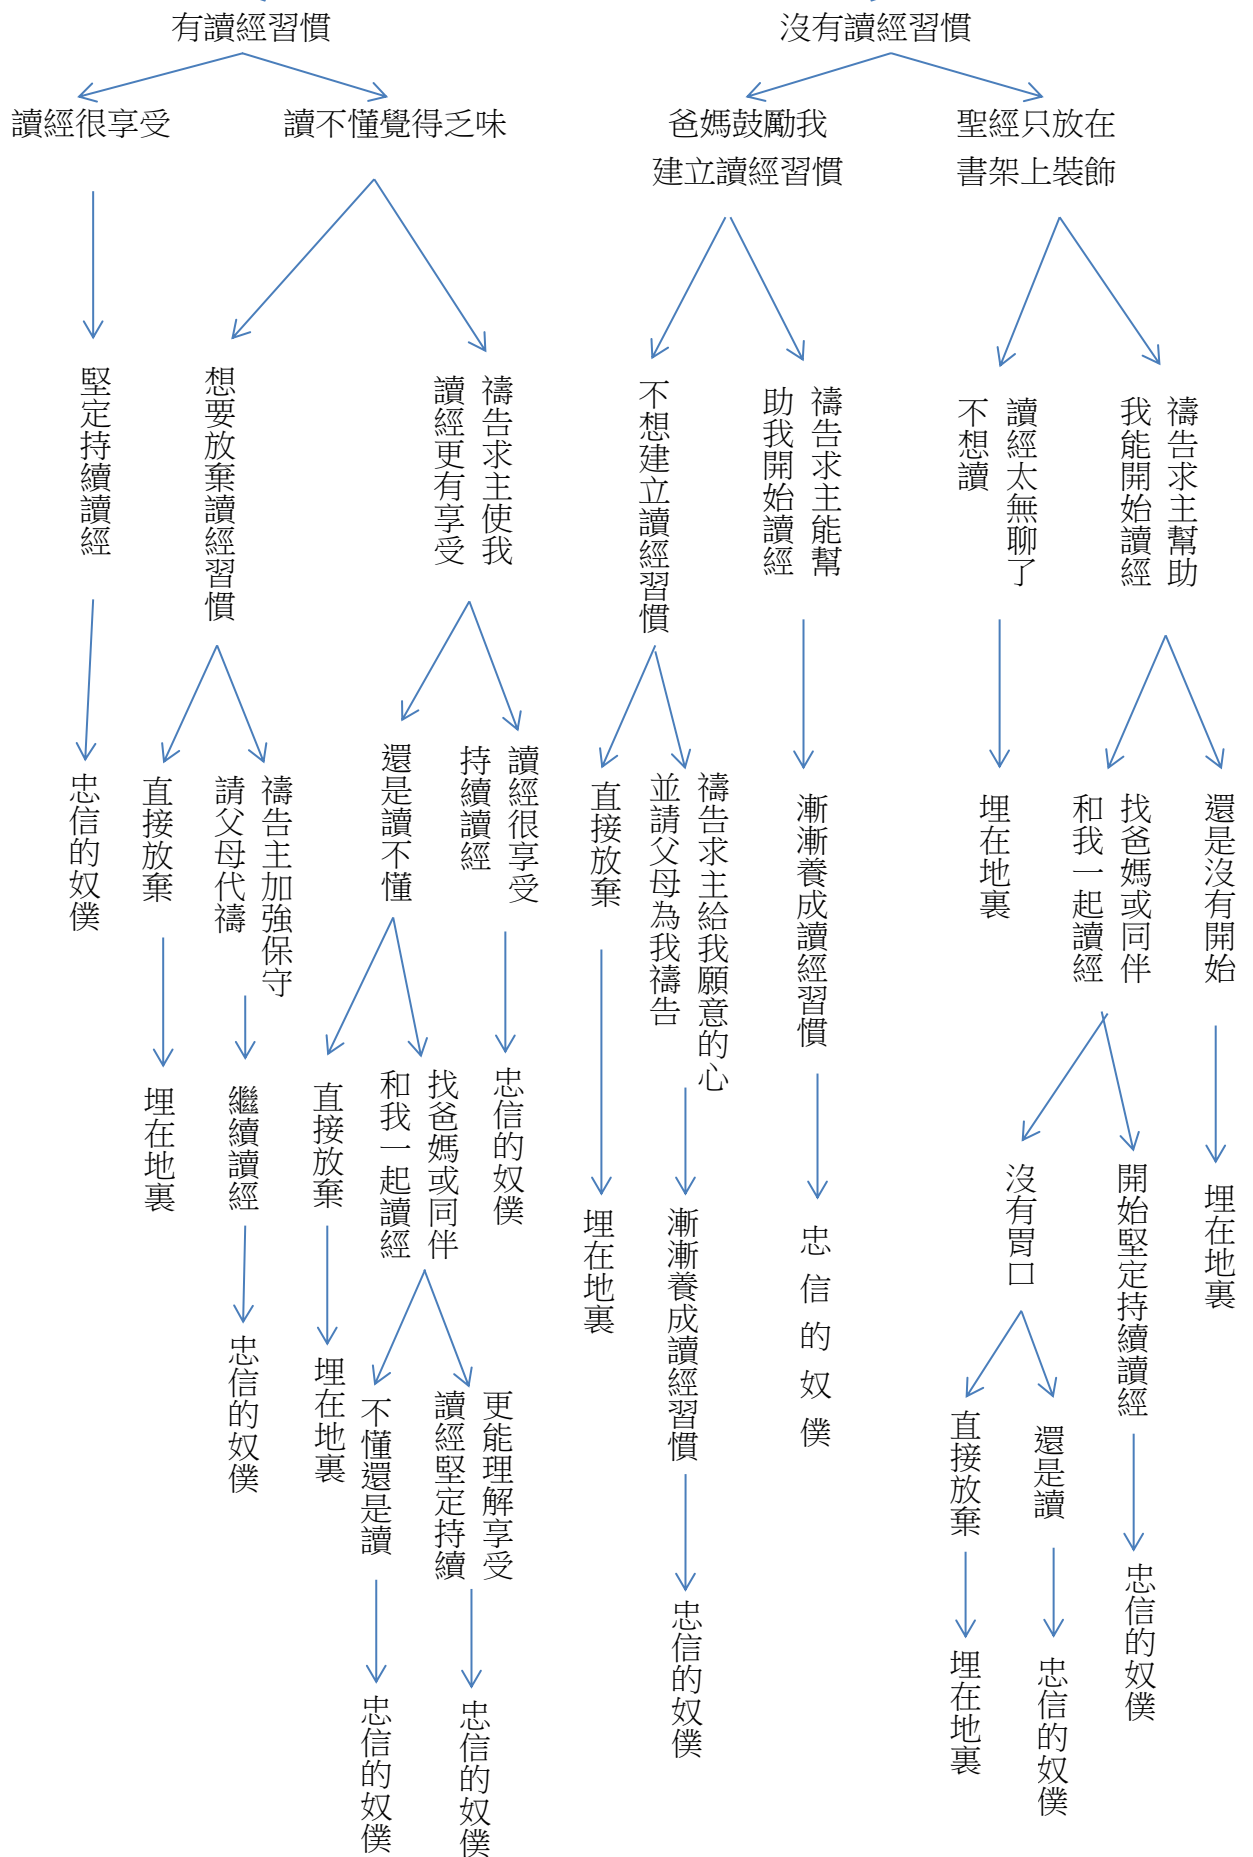 有讀經習慣
沒有讀經習慣
讀經很享受
讀不懂覺得乏味
爸媽鼓勵我
建立讀經習慣
聖經只放在
書架上裝飾
堅定持續讀經
想要放棄讀經習慣
禱告求主使我
讀經更有享受
不想建立讀經習慣
禱告求主能幫
助我開始讀經
讀經太無聊了
不想讀
禱告求主幫助
我能開始讀經
忠信的奴僕
直接放棄
禱告主加強保守
請父母代禱
還是讀不懂
讀經很享受
持續讀經
直接放棄
禱告求主給我願意的心
並請父母為我禱告
漸漸養成讀經習慣
埋在地裏
找爸媽或同伴
和我一起讀經
還是沒有開始
埋在地裏
繼續讀經
直接放棄
找爸媽或同伴
和我一起讀經
忠信的奴僕
埋在地裏
漸漸養成讀經習慣
忠信的奴僕
沒有胃口
開始堅定持續讀經
埋在地裏
忠信的奴僕
埋在地裏
不懂還是讀
更能理解享受
讀經堅定持續
直接放棄
還是讀
忠信的奴僕
忠信的奴僕
忠信的奴僕
忠信的奴僕
埋在地裏
忠信的奴僕